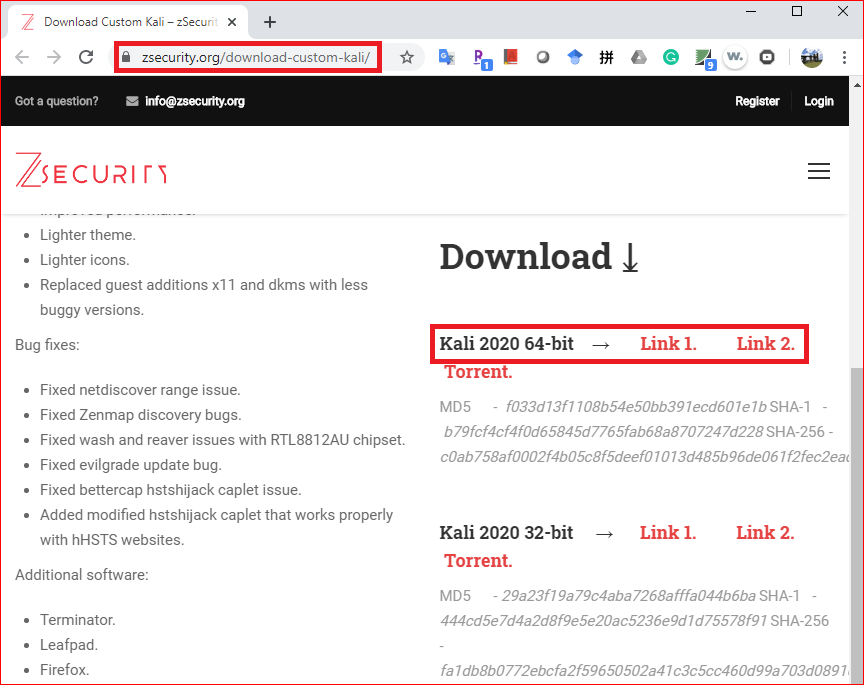 Download Custom Kali – zSecurit
zsecurity.org/download-custom-kali/
Got a question? info@zsecurity.org Register Login
ZSECURITY
Improved performance.
Lighter theme.
Lighter icons.
Replaced guest additions x11 and dkms with less
buggy versions.
Bug fixes:
Fixed netdiscover range issue.
Fixed Zenmap discovery bugs.
Fixed wash and reaver issues with RTL8812AU chipset.
Fixed evilgrade update bug.
Fixed bettercap hstshijack caplet issue.
Added modified hstshijack caplet that works properly
with hHSTS websites.
Additional software:
Terminator.
Leafpad.
Firefox.
Download ↓
Kali 2020 64-bit → Link 1. Link 2.
Torrent.
MD5 - f033d13f1108b54e50bb391ecd601e1b SHA-1 -
b79fcf4cf4f0d65845d7765fab68a8707247d228 SHA-256 -
c0ab758af0002f4b05c8f5deef01013d485b96de061f2fec2ead
Kali 2020 32-bit → Link 1. Link 2.
Torrent.
MD5 - 29a23f19a79c4aba7268afffa044b6ba SHA-1 -
444cd5e7d4a2d8f9e5e20ac5236e9d1d75578f91 SHA-256
-
fa1db8b0772ebcfa2f59650502a41c3c5cc460d99a703d0891